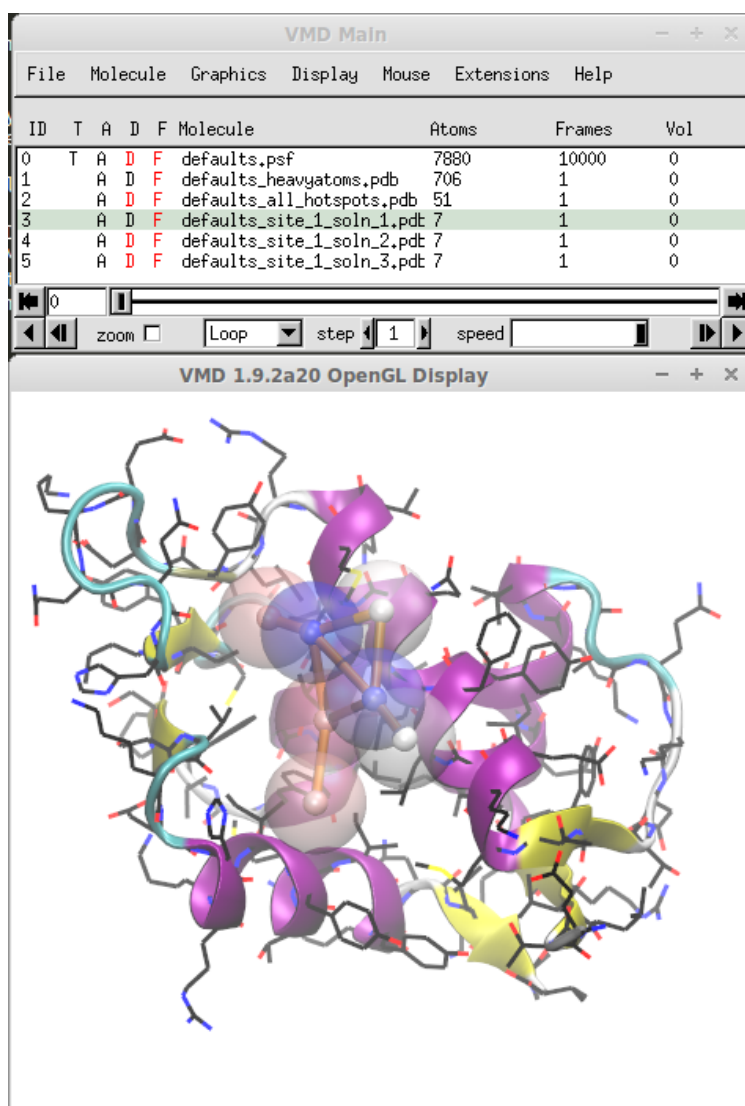 VMD Main
File Molecule Graphics Display Mouse Extensions Help
ID T A D F Molecule Atoms Frames Vol
0 T A D F defaults.psf 7880 10000 0
1 A D F defaults_heavyatoms.pdb 706 1 0
2 A D F defaults_all_hotspots.pdb 51 1 0
3 A D F defaults_site_1_soln_1.pdb 7 1 0
4 A D F defaults_site_1_soln_2.pdb 7 1 0
5 A D F defaults_site_1_soln_3.pdb 7 1 0
0
zoom Loop step 1 speed
VMD 1.9.2a20 OpenGL Display